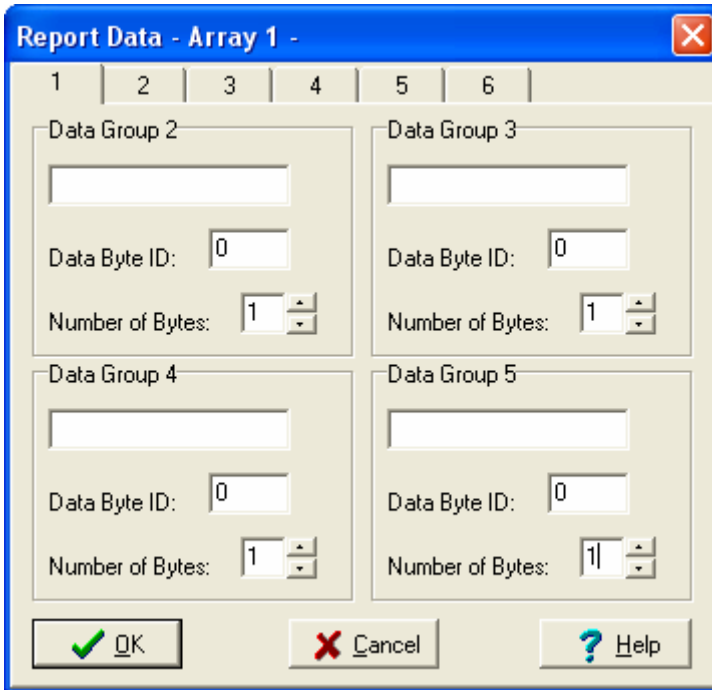 Report Data - Array 1 -
1 2 3 4 5 6
Data Group 2
Data Byte ID: 0
Number of Bytes: 1
Data Group 3
Data Byte ID: 0
Number of Bytes: 1
Data Group 4
Data Byte ID: 0
Number of Bytes: 1
Data Group 5
Data Byte ID: 0
Number of Bytes: 1
OK Cancel Help